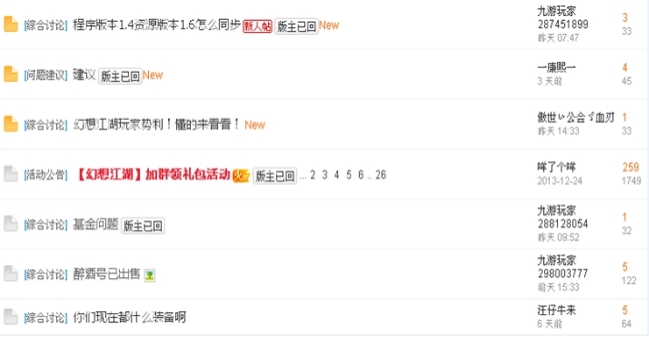 [综合讨论] 程序版本1.4资源版本1.6怎么同步 新人帖 版主已回 New
九游玩家
287451899
昨天 07:47
3
33
[问题建议] 建议 版主已回 New
一康熙一
3 天前
4
45
[综合讨论] 幻想江湖玩家势利！懂的来看看！ New
傲世ぃ公会ゞ血刃
昨天 14:33
1
33
[活动公告] 【幻想江湖】加群领礼包活动 版主已回 ... 2 3 4 5 6 .. 26
哞了个哞
2013-12-24
259
1749
[综合讨论] 基金问题 版主已回
九游玩家
288128054
昨天 09:52
1
32
[综合讨论] 醉酒号已出售
九游玩家
298003777
前天 15:33
5
122
[综合讨论] 你们现在都什么装备啊
汪仔牛来
6 天前
5
64